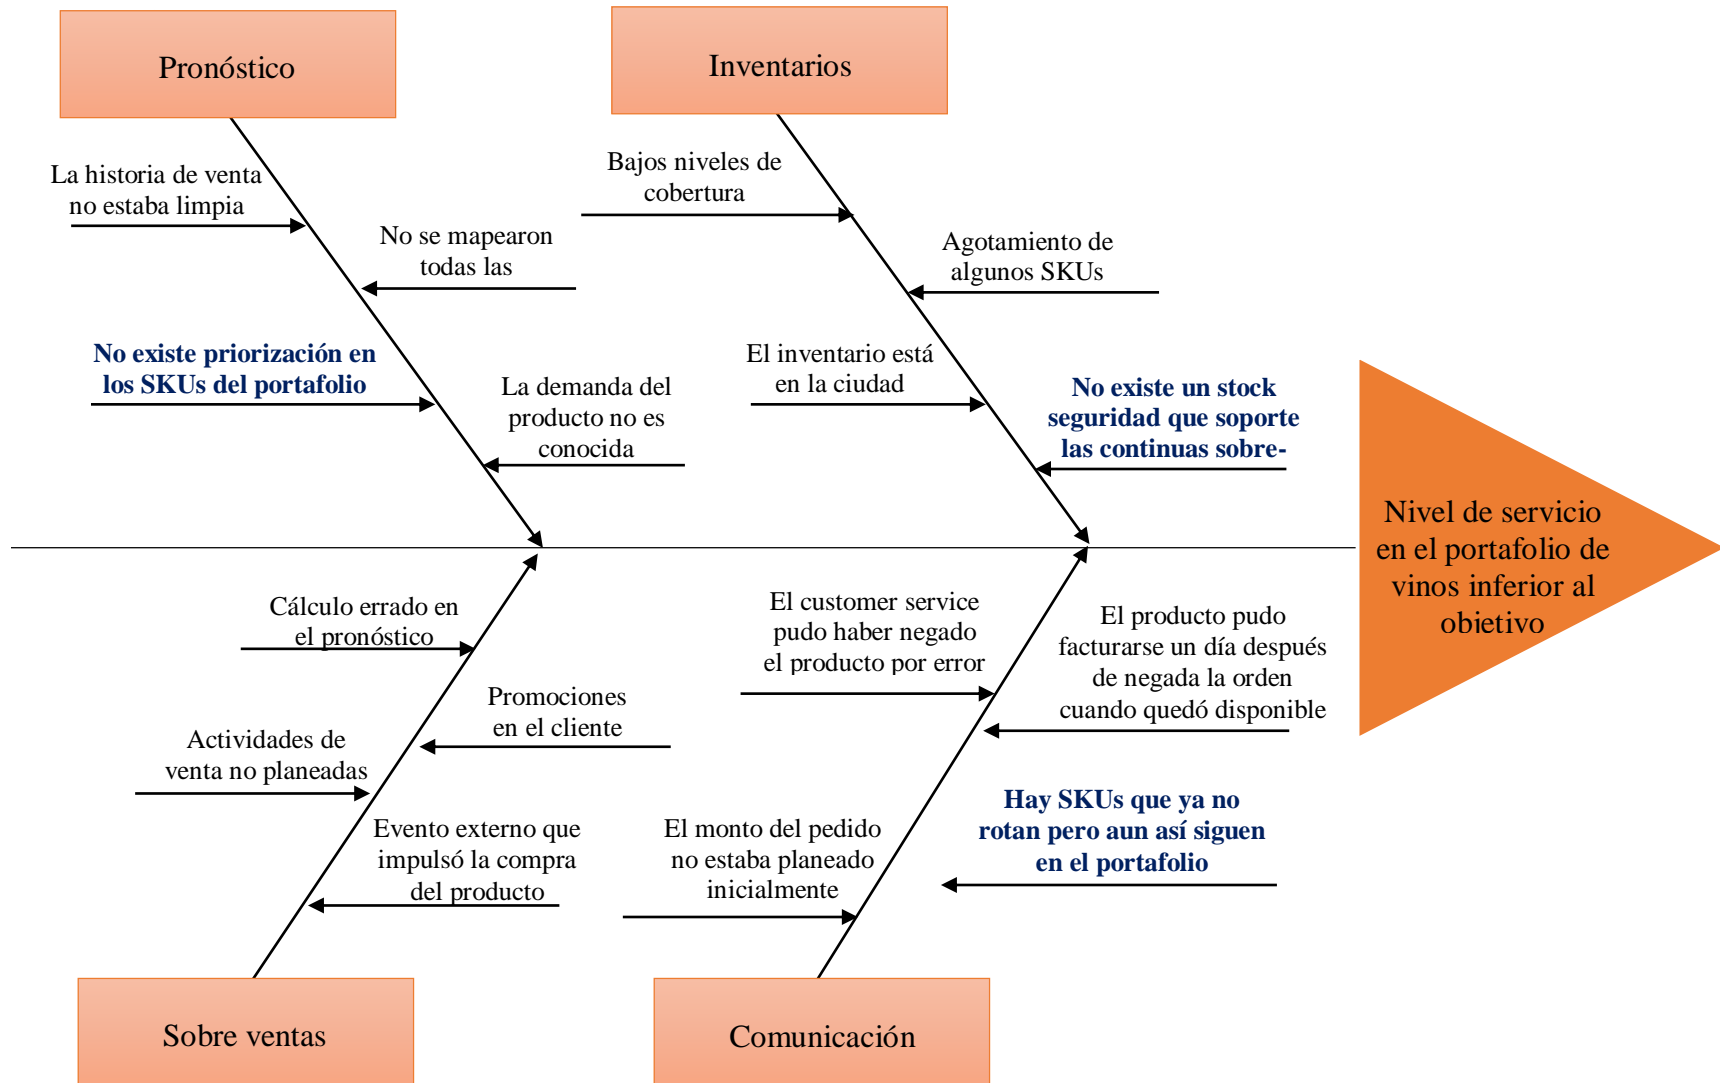 Pronóstico
La historia de venta
no estaba limpia
No se mapearon
todas las
No existe priorización en
los SKUs del portafolio
La demanda del
producto no es
conocida
Inventarios
Bajos niveles de
cobertura
Agotamiento de
algunos SKUs
El inventario está
en la ciudad
No existe un stock
seguridad que soporte
las continuas sobre-
Nivel de servicio
en el portafolio de
vinos inferior al
objetivo
Cálculo errado en
el pronóstico
Promociones
en el cliente
Actividades de
venta no planeadas
Evento externo que
impulsó la compra
del producto
Sobre ventas
El customer service
pudo haber negado
el producto por error
El producto pudo
facturarse un día después
de negada la orden
cuando quedó disponible
Hay SKUs que ya no
rotan pero aun así siguen
en el portafolio
El monto del pedido
no estaba planeado
inicialmente
Comunicación